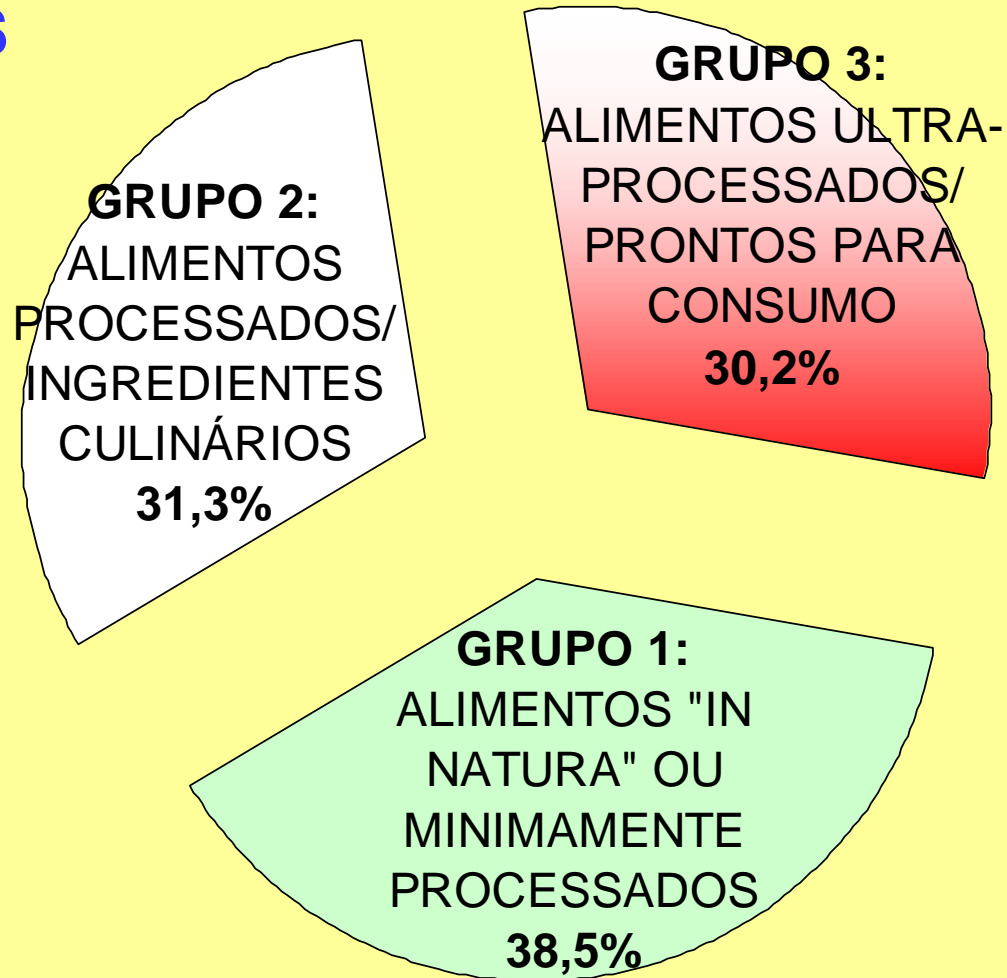 S
GRUPO 2:
ALIMENTOS
PROCESSADOS/
INGREDIENTES
CULINÁRIOS
31,3%
GRUPO 3:
ALIMENTOS ULTRA-
PROCESSADOS/
PRONTOS PARA
CONSUMO
30,2%
GRUPO 1:
ALIMENTOS "IN
NATURA" OU
MINIMAMENTE
PROCESSADOS
38,5%